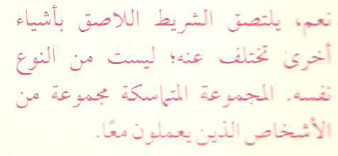 نعم، يلتصق الشريط اللاصق بأشياء
أخرى تختلف عنه؛ ليست من النوع
نفسه. المجموعة المتماسكة مجموعة من
الأشخاص الذين يعملون معًا.